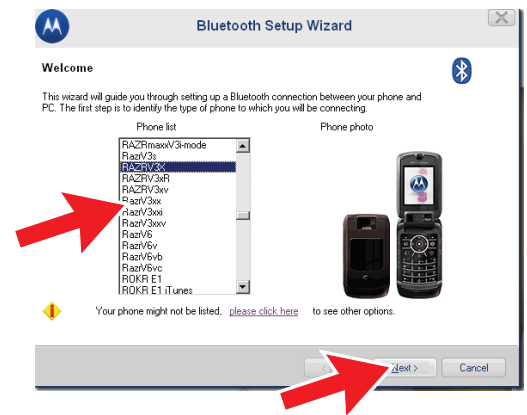 Bluetooth Setup Wizard
Welcome
This wizard will guide you through setting up a Bluetooth connection between your phone and
PC. The first step is to identify the type of phone to which you will be connecting.
Phone list
Phone photo
RAZRmaxxV3i-mode
RazrV3s
RAZRV3X
RAZRV3xR
RAZRV3xv
RazrV3xx
RazrV3xxi
RazrV3xxv
RazrV6
RazrV6v
RazrV6vb
RazrV6vc
ROKR E1
ROKR E1 iTunes
Your phone might not be listed, please click here to see other options.
Next >
Cancel